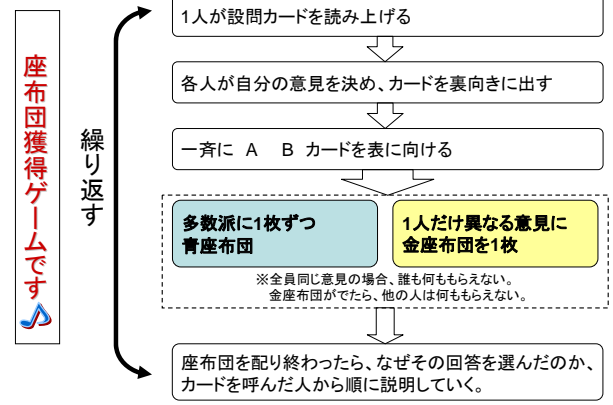 座布団獲得ゲームです
繰り返す
1人が設問カードを読み上げる
各人が自分の意見を決め、カードを裏向きに出す
一斉に A B カードを表に向ける
多数派に1枚ずつ
青座布団
1人だけ異なる意見に
金座布団を1枚
※全員同じ意見の場合、誰も何ももらえない。
金座布団がでたら、他の人は何ももらえない。
座布団を配り終わったら、なぜその回答を選んだのか、
カードを呼んだ人から順に説明していく。